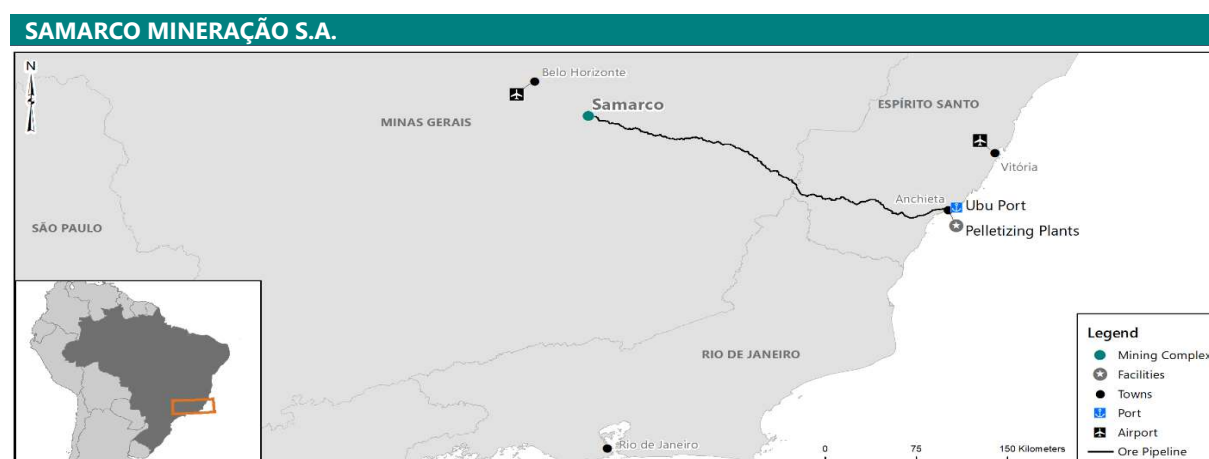 SAMARCO MINERAÇÃO S.A.
N
Belo Horizonte
Samarco
ESPÍRITO SANTO
MINAS GERAIS
Vitória
Anchieta
Ubu Port
Pelletizing Plants
SÃO PAULO
RIO DE JANEIRO
Rio de Janeiro
0 75 150 Kilometers
Legend
Mining Complex
Facilities
Towns
Port
Airport
Ore Pipeline